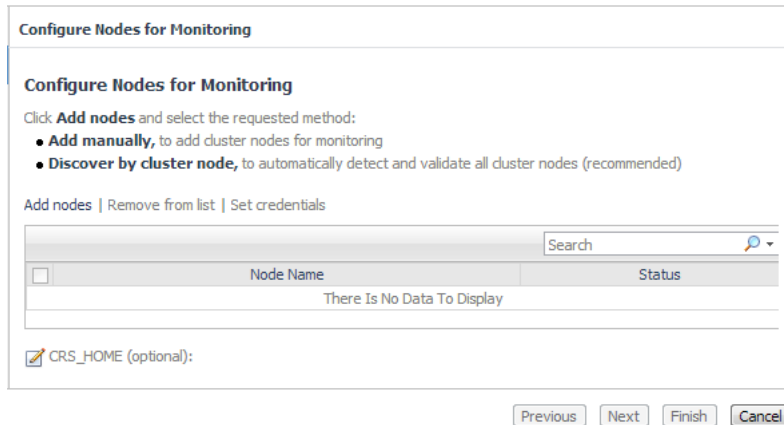 Configure Nodes for Monitoring
Configure Nodes for Monitoring
Click Add nodes and select the requested method:
• Add manually, to add cluster nodes for monitoring
• Discover by cluster node, to automatically detect and validate all cluster nodes (recommended)
Add nodes | Remove from list | Set credentials
Search
Node Name Status
There Is No Data To Display
CRS_HOME (optional):
Previous Next Finish Cancel